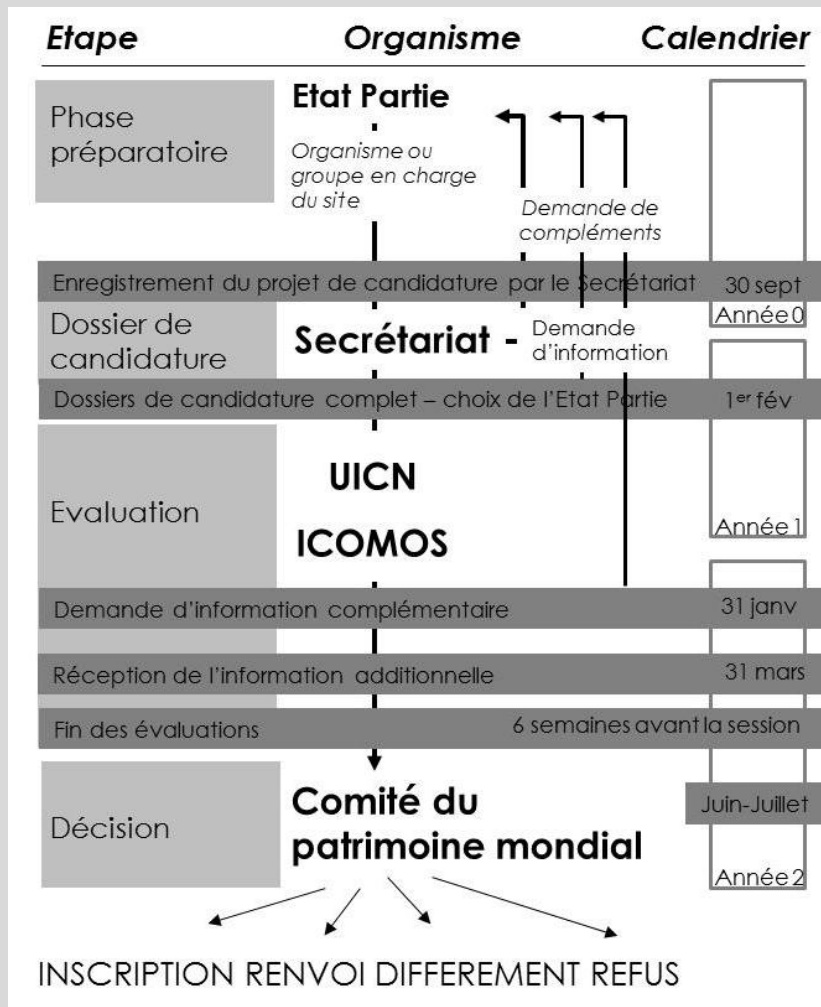 Etape Organisme Calendrier
Phase
préparatoire
Etat Partie
Organisme ou
groupe en charge
du site
Demande de
compléments
Enregistrement du projet de candidature par le Secrétariat 30 sept
Année 0
Dossier de
candidature
Secrétariat -
Demande
d'information
Dossiers de candidature complet – choix de l'Etat Partie 1er fév
Evaluation
UICN
ICOMOS
Année 1
Demande d'information complémentaire 31 janv
Réception de l'information additionnelle 31 mars
Fin des évaluations 6 semaines avant la session
Décision
Comité du
patrimoine mondial
Juin-Juillet
Année 2
INSCRIPTION RENVOI DIFFEREMENT REFUS